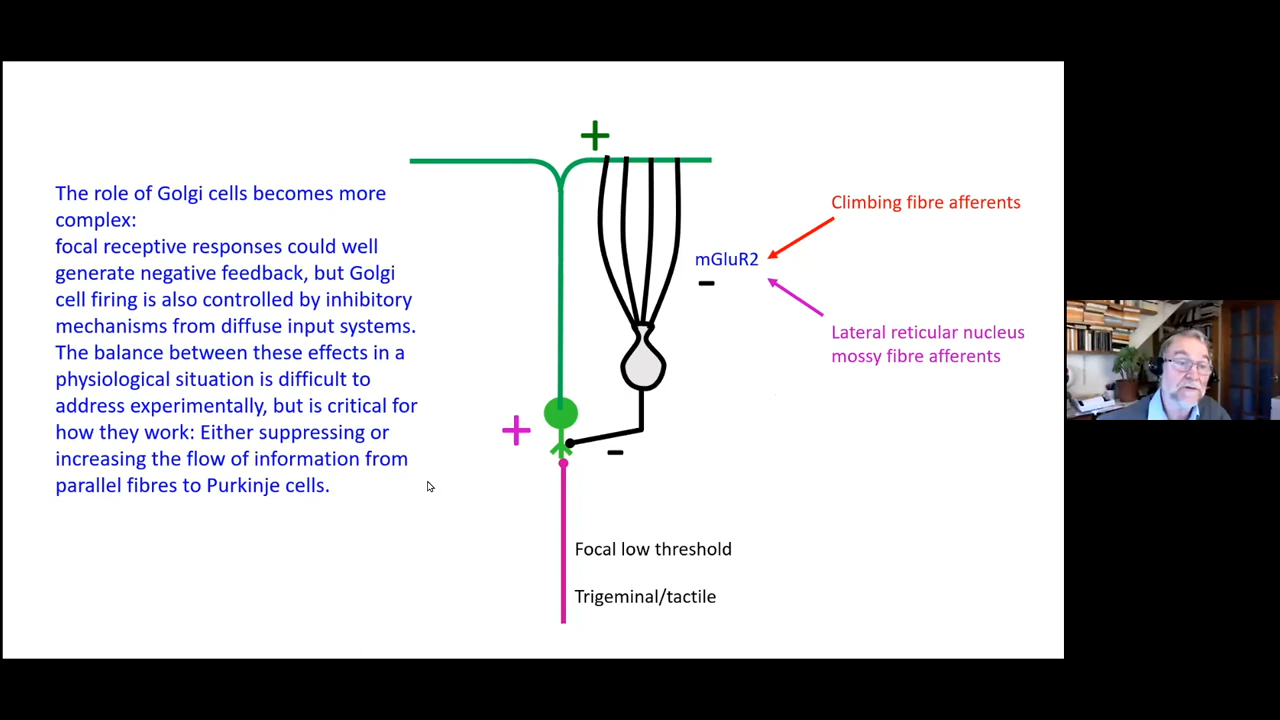 The role of Golgi cells becomes more
complex:
focal receptive responses could well
generate negative feedback, but Golgi
cell firing is also controlled by inhibitory
mechanisms from diffuse input systems.
The balance between these effects in a
physiological situation is difficult to
address experimentally, but is critical for
how they work: Either suppressing or
increasing the flow of information from
parallel fibres to Purkinje cells.
+
Climbing fibre afferents
mGluR2
-
Lateral reticular nucleus
mossy fibre afferents
+
-
Focal low threshold
Trigeminal/tactile